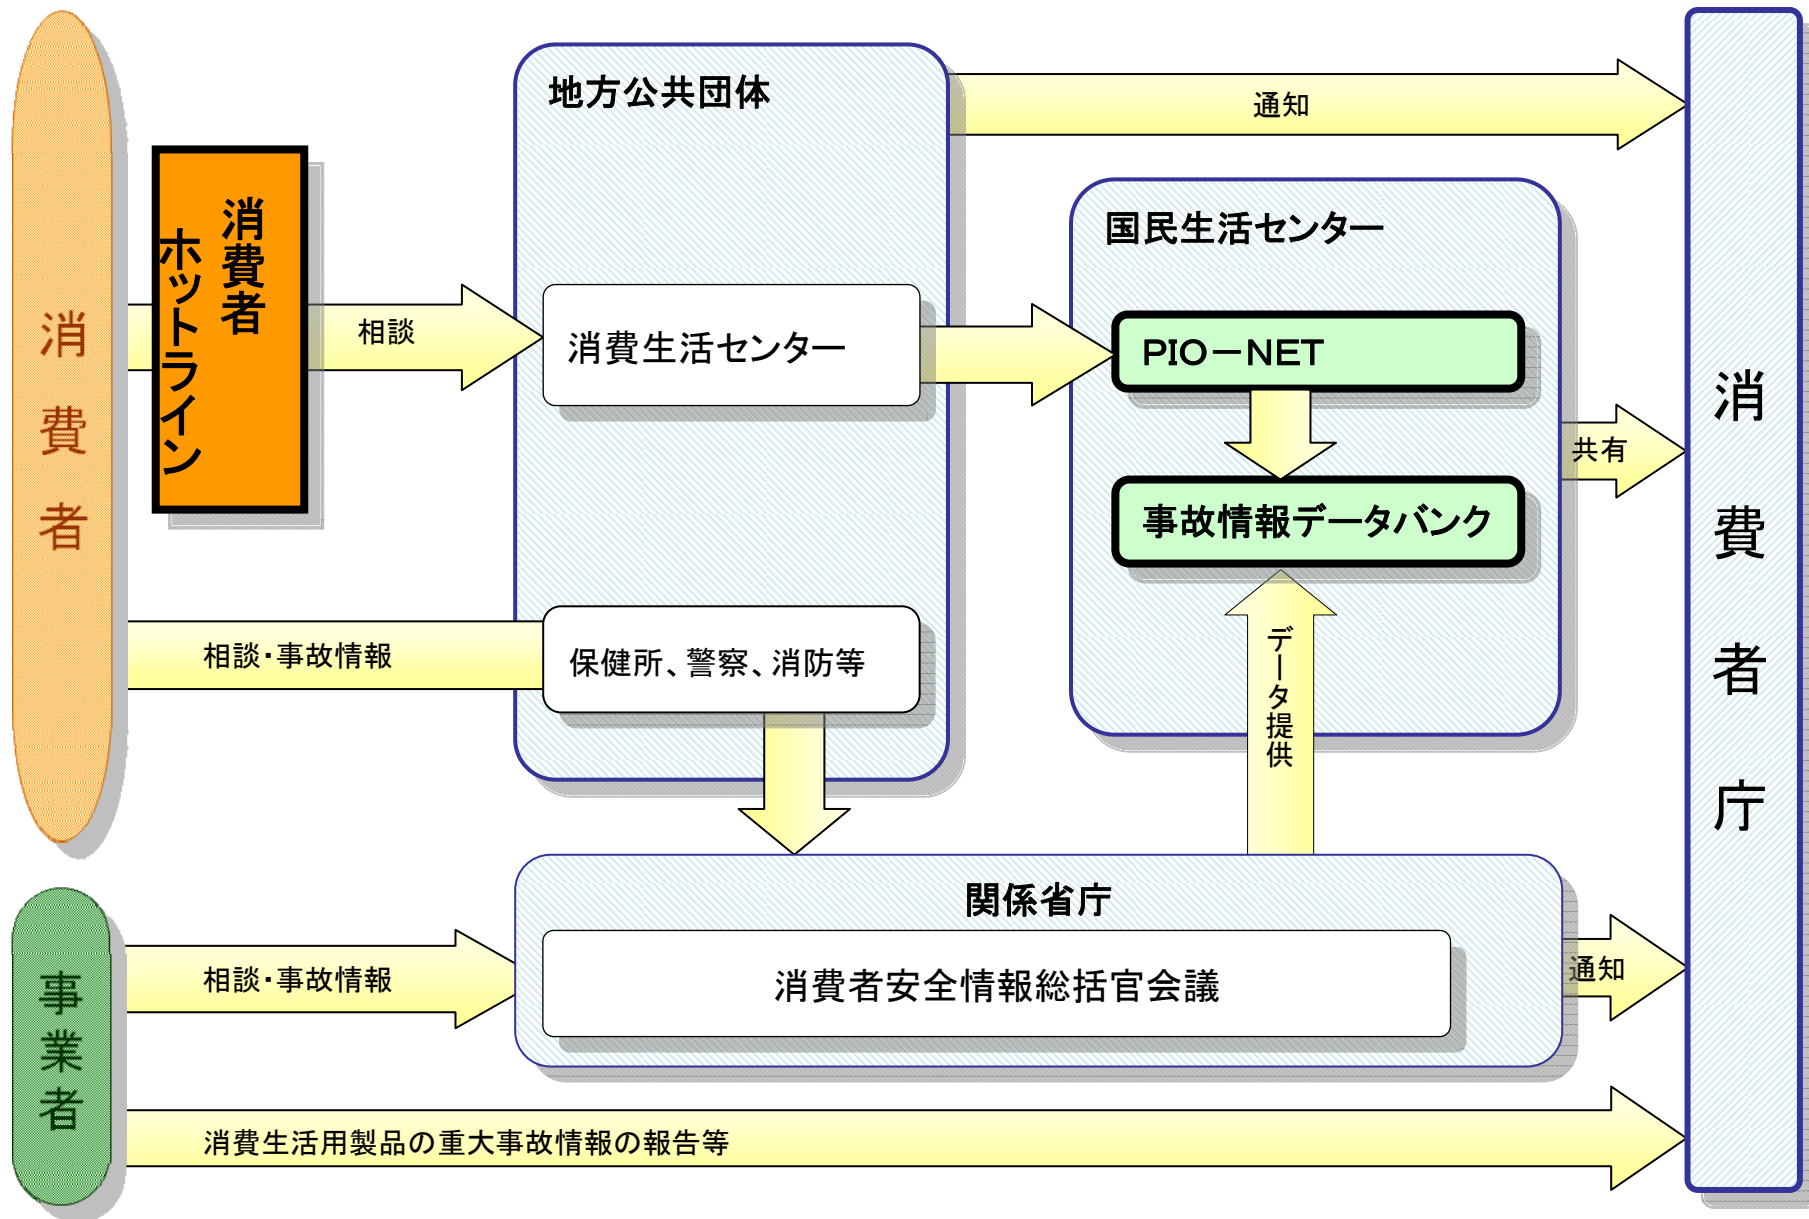 消費者
消費者
ホットライン
相談
地方公共団体
消費生活センター
通知
国民生活センター
PIO－NET
事故情報データバンク
共有
相談・事故情報
保健所、警察、消防等
データ提供
関係省庁
消費者安全情報総括官会議
通知
事業者
相談・事故情報
消費生活用製品の重大事故情報の報告等
消費者庁